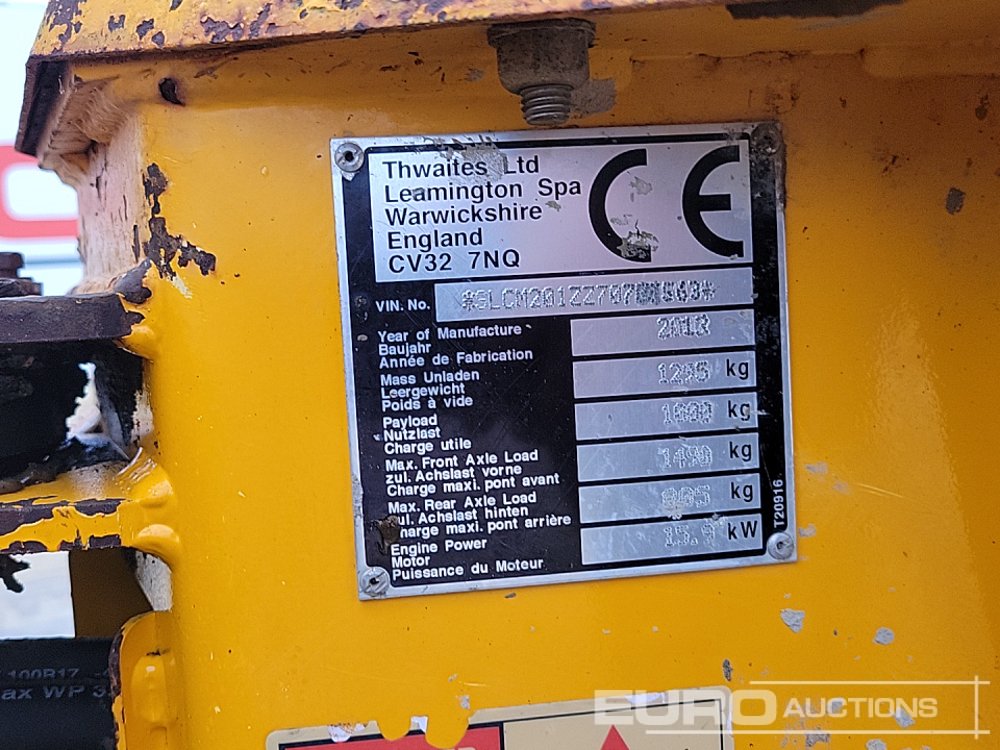 Thwaites Ltd
Leamington Spa
Warwickshire
England
CV32 7NQ
CE
VIN. No.
Year of Manufacture
Baujahr
Année de Fabrication
Mass Unladen
Leergewicht
Poids à vide
kg
Payload
Nutzlast
Charge utile
kg
Max. Front Axle Load
zul. Achslast vorne
Charge maxi. pont avant
kg
Max. Rear Axle Load
zul. Achslast hinten
Charge maxi. pont arrière
kg
Engine Power
Motor
Puissance du Moteur
kW
T20916
100R17
ax WP
EURO AUCTIONS